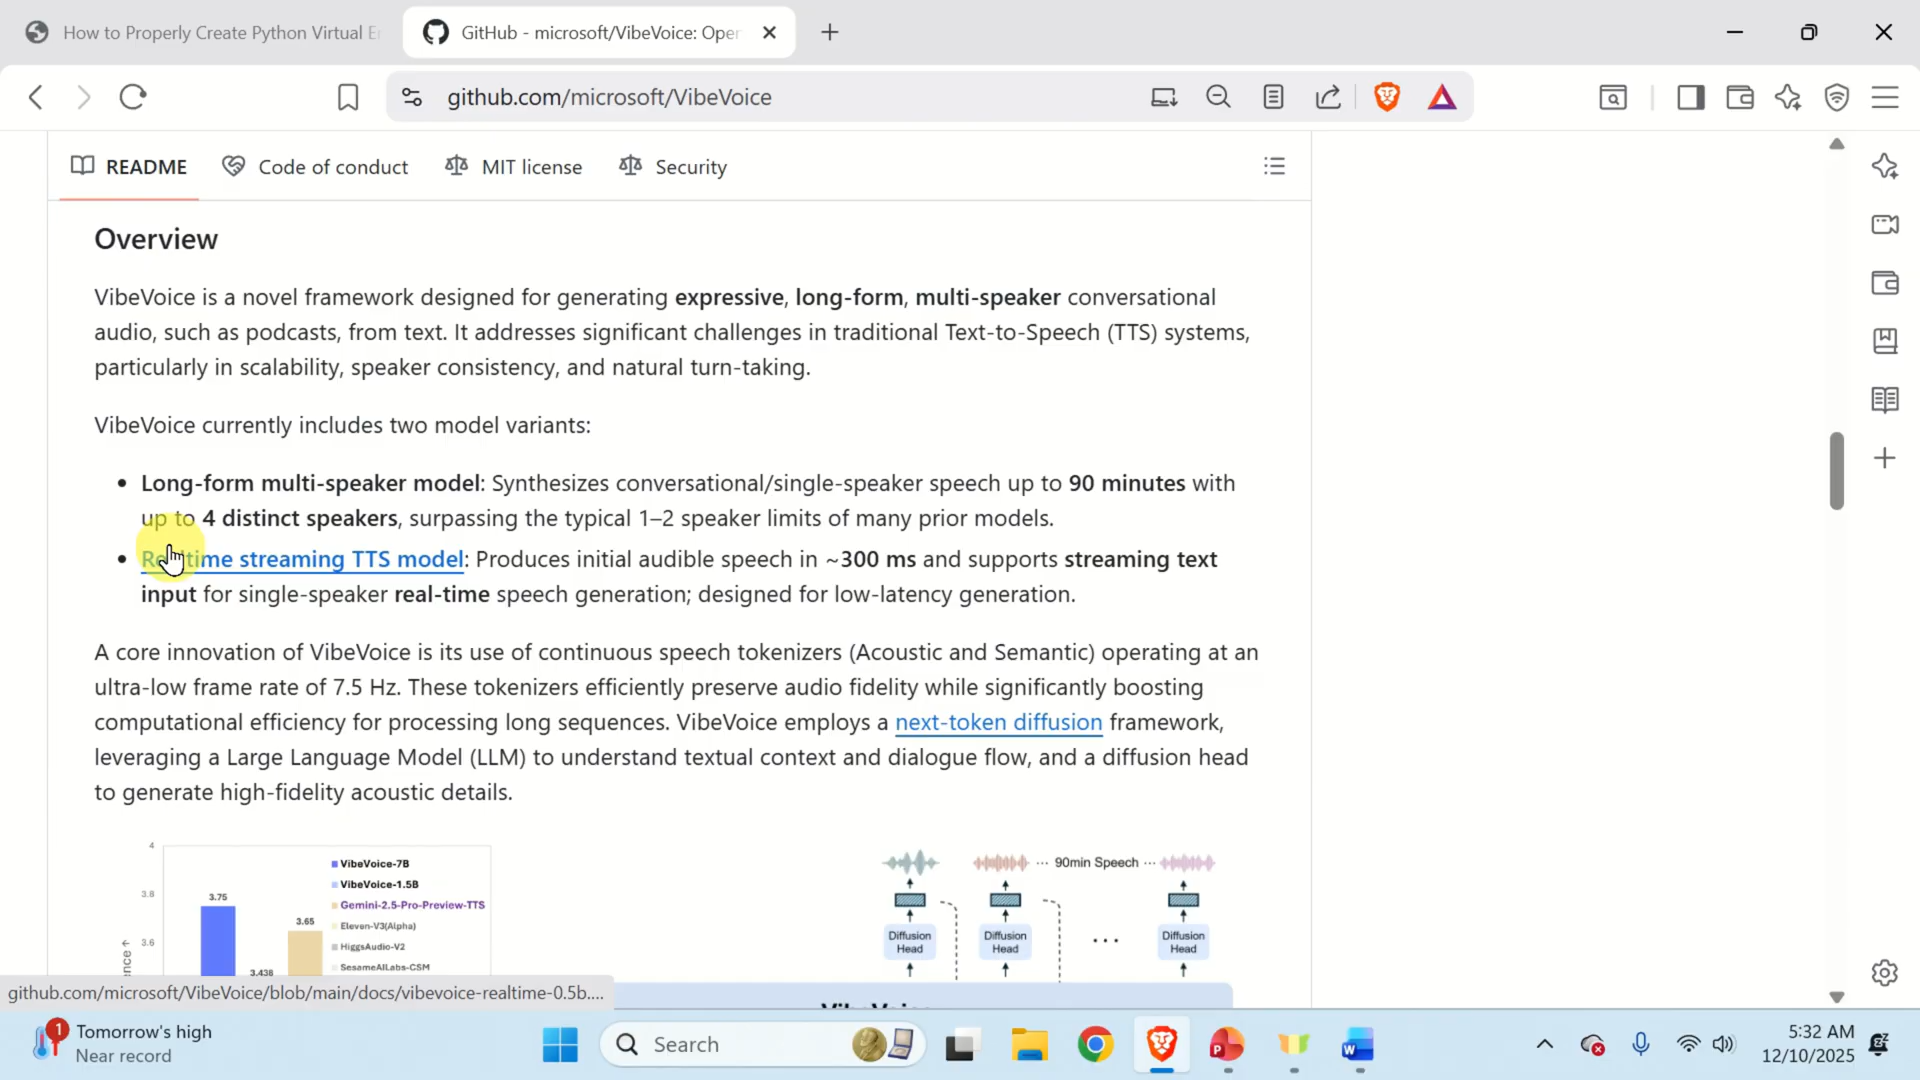 How to Properly Create Python Virtual E
GitHub - microsoft/VibeVoice: Oper
github.com/microsoft/VibeVoice
README
Code of conduct
MIT license
Security
Overview
VibeVoice is a novel framework designed for generating expressive, long-form, multi-speaker conversational
audio, such as podcasts, from text. It addresses significant challenges in traditional Text-to-Speech (TTS) systems,
particularly in scalability, speaker consistency, and natural turn-taking.
VibeVoice currently includes two model variants:
Long-form multi-speaker model: Synthesizes conversational/single-speaker speech up to 90 minutes with
up to 4 distinct speakers, surpassing the typical 1–2 speaker limits of many prior models.
Realtime streaming TTS model: Produces initial audible speech in ~300 ms and supports streaming text
input for single-speaker real-time speech generation; designed for low-latency generation.
A core innovation of VibeVoice is its use of continuous speech tokenizers (Acoustic and Semantic) operating at an
ultra-low frame rate of 7.5 Hz. These tokenizers efficiently preserve audio fidelity while significantly boosting
computational efficiency for processing long sequences. VibeVoice employs a next-token diffusion framework,
leveraging a Large Language Model (LLM) to understand textual context and dialogue flow, and a diffusion head
to generate high-fidelity acoustic details.
4
3.8
3.6
3.75
3.438
3.65
VibeVoice-7B
VibeVoice-1.5B
Gemini-2.5-Pro-Preview-TTS
Eleven-V3(Alpha)
HiggsAudio-V2
SesameAILabs-CSM
90min Speech
Diffusion
Head
Diffusion
Head
Diffusion
Head
github.com/microsoft/VibeVoice/blob/main/docs/vibevoice-realtime-0.5b....
1
Tomorrow's high
Near record
Search
5:32 AM
12/10/2025